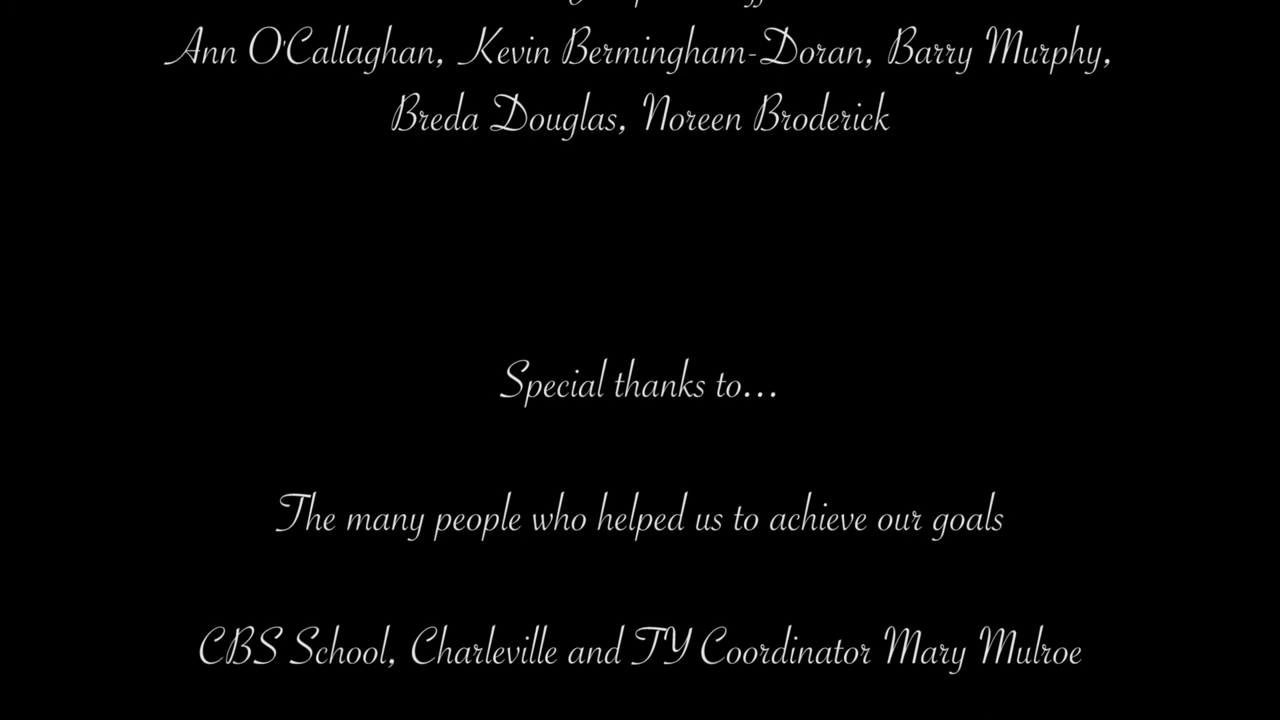 Ann O'Callaghan, Kevin Bermingham-Doran, Barry Murphy,
Breda Douglas, Noreen Broderick
Special thanks to...
The many people who helped us to achieve our goals
CBS School, Charleville and TY Coordinator Mary Mulroe